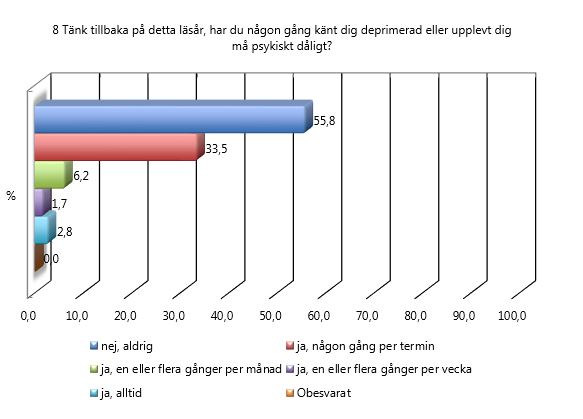 8 Tänk tillbaka på detta läsår, har du någon gång känt dig deprimerad eller upplevt dig
må psykiskt dåligt?
55,8
33,5
6,2
%
1,7
2,8
0,0
0,0 10,0 20,0 30,0 40,0 50,0 60,0 70,0 80,0 90,0 100,0
nej, aldrig ja, någon gång per termin
ja, en eller flera gånger per månad ja, en eller flera gånger per vecka
ja, alltid Obesvarat